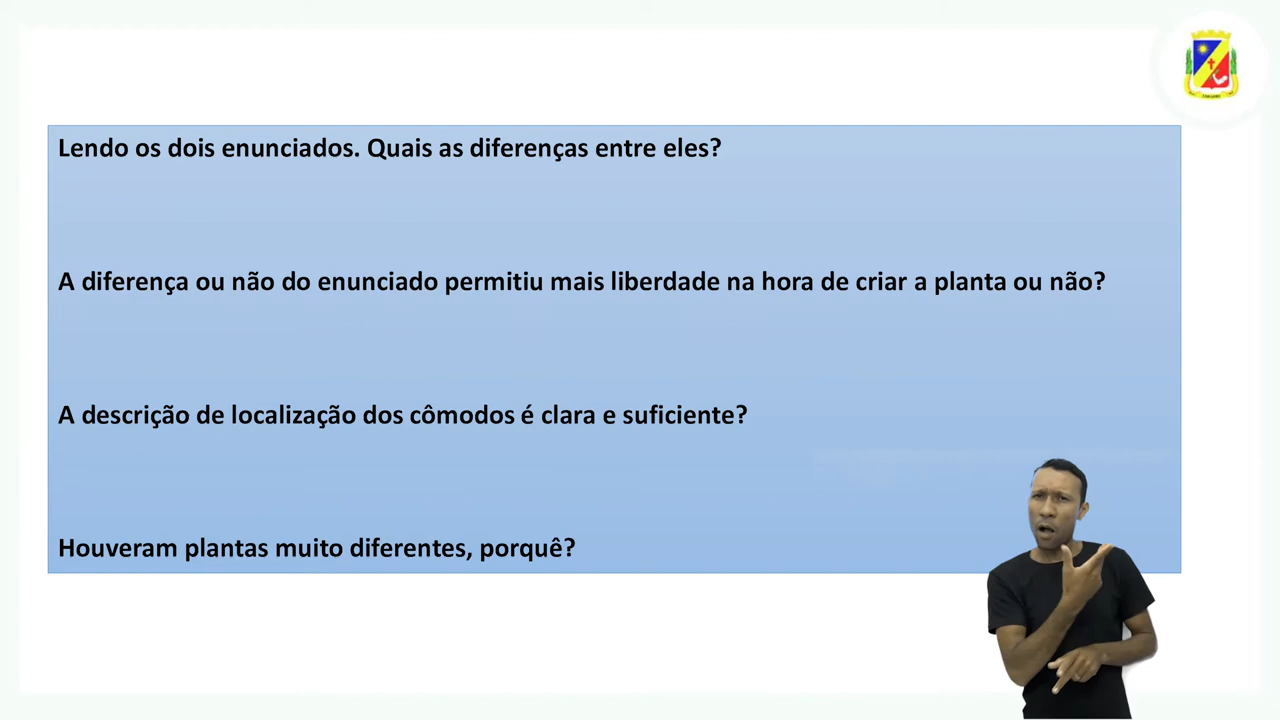 Lendo os dois enunciados. Quais as diferenças entre eles?
A diferença ou não do enunciado permitiu mais liberdade na hora de criar a planta ou não?
A descrição de localização dos cômodos é clara e suficiente?
Houveram plantas muito diferentes, porquê?